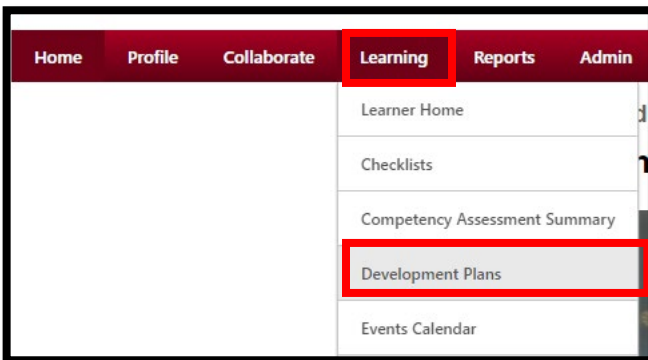 Home Profile Collaborate Learning Reports Admin
Learner Home
Checklists
Competency Assessment Summary
Development Plans
Events Calendar